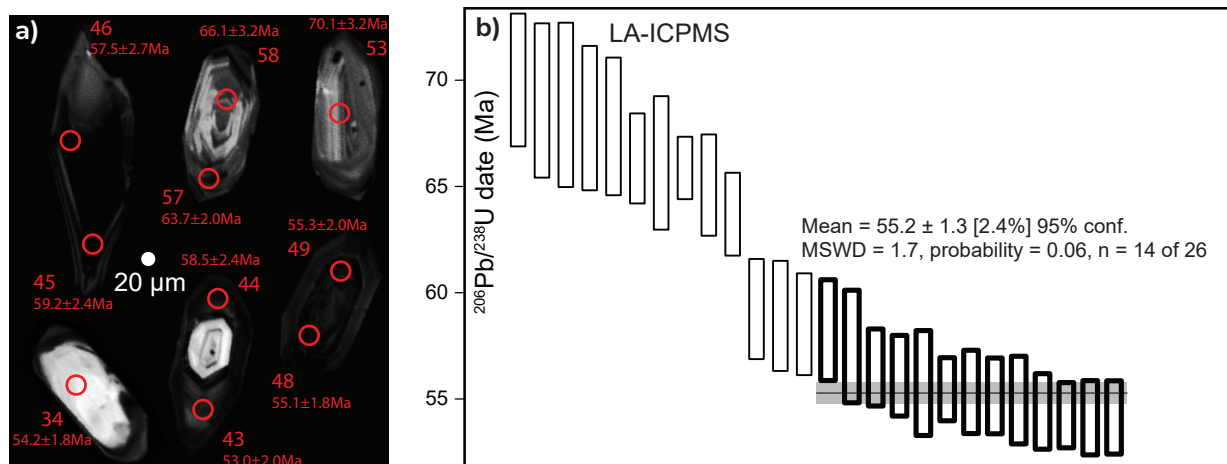 a)
46
57.5±2.7Ma
66.1±3.2Ma
58
70.1±3.2Ma
53
57
63.7±2.0Ma
55.3±2.0Ma
49
58.5±2.4Ma
44
20 µm
45
59.2±2.4Ma
48
55.1±1.8Ma
34
54.2±1.8Ma
43
53.0±2.0Ma
b)
LA-ICPMS
206Pb/238U date (Ma)
70
65
60
55
Mean = 55.2 ± 1.3 [2.4%] 95% conf.
MSWD = 1.7, probability = 0.06, n = 14 of 26